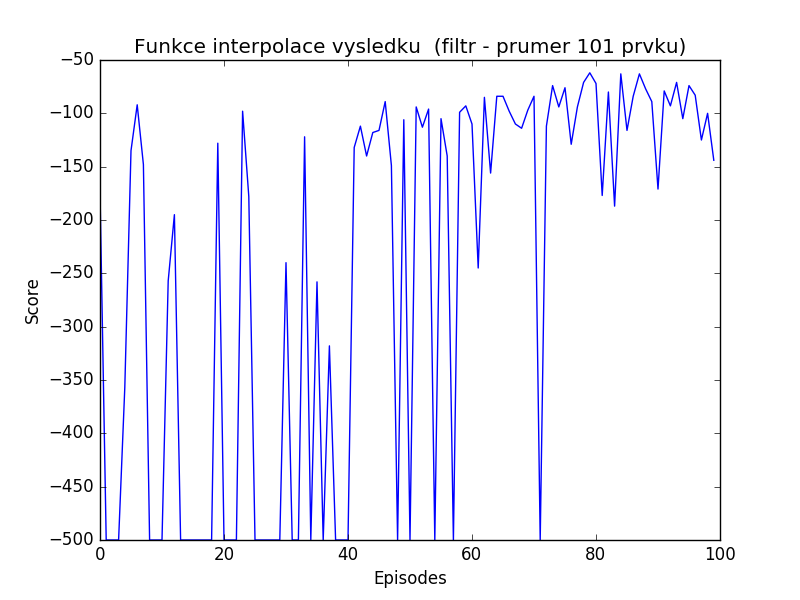 Funkce interpolace vysledku  (filtr - prumer 101 prvku)
−50
−100
−150
−200
−250
−300
−350
−400
−450
−500
Score
0 20 40 60 80 100
Episodes